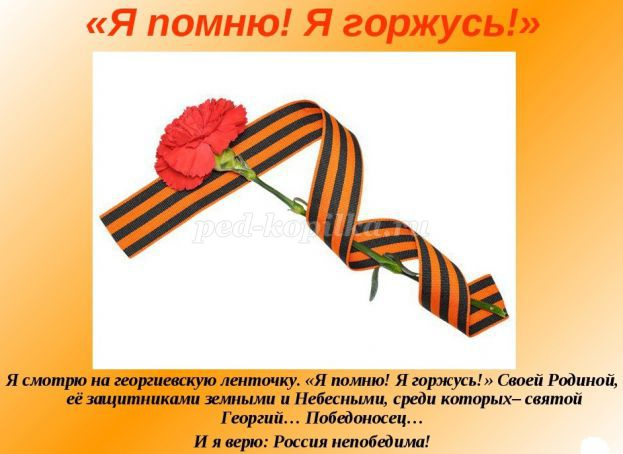 «Я помню! Я горжусь!»
ped-kopilka.ru
Я смотрю на георгиевскую ленточку. «Я помню! Я горжусь!» Своей Родиной,
её защитниками земными и Небесными, среди которых– святой
Георгий… Победоносец…
И я верю: Россия непобедима!